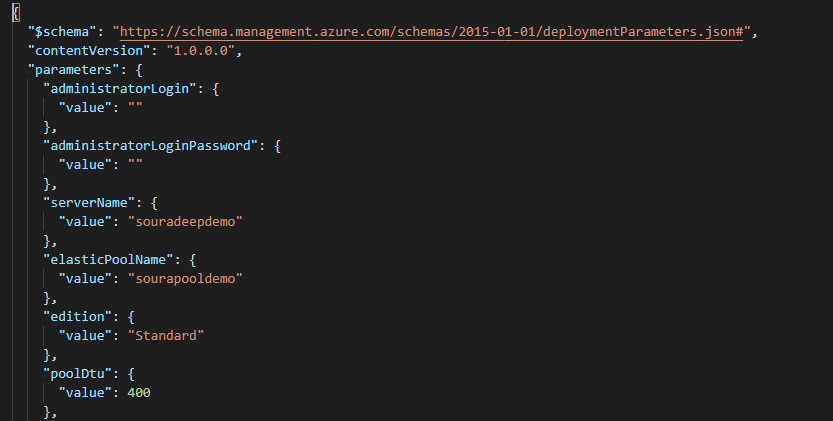 {
"$schema": "https://schema.management.azure.com/schemas/2015-01-01/deploymentParameters.json#",
"contentVersion": "1.0.0.0",
"parameters": {
"administratorLogin": {
"value": ""
},
"administratorLoginPassword": {
"value": ""
},
"serverName": {
"value": "souradeepdemo"
},
"elasticPoolName": {
"value": "sourapooldemo"
},
"edition": {
"value": "Standard"
},
"poolDtu": {
"value": 400
},